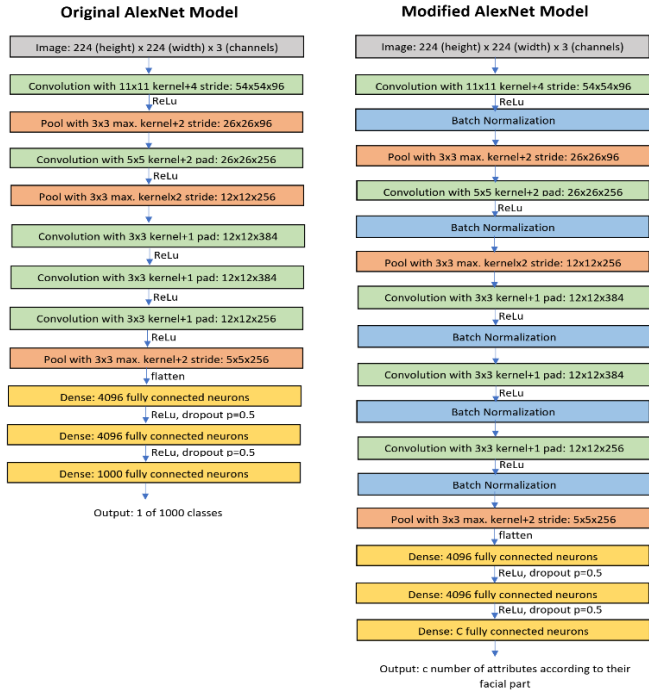 Original AlexNet Model
Image: 224 (height) x 224 (width) x 3 (channels)
Convolution with 11x11 kernel+4 stride: 54x54x96
ReLu
Pool with 3x3 max. kernel+2 stride: 26x26x96
Convolution with 5x5 kernel+2 pad: 26x26x256
ReLu
Pool with 3x3 max. kernelx2 stride: 12x12x256
Convolution with 3x3 kernel+1 pad: 12x12x384
ReLu
Convolution with 3x3 kernel+1 pad: 12x12x384
ReLu
Convolution with 3x3 kernel+1 pad: 12x12x256
ReLu
Pool with 3x3 max. kernel+2 stride: 5x5x256
flatten
Dense: 4096 fully connected neurons
ReLu, dropout p=0.5
Dense: 4096 fully connected neurons
ReLu, dropout p=0.5
Dense: 1000 fully connected neurons
Output: 1 of 1000 classes
Modified AlexNet Model
Image: 224 (height) x 224 (width) x 3 (channels)
Convolution with 11x11 kernel+4 stride: 54x54x96
ReLu
Batch Normalization
Pool with 3x3 max. kernel+2 stride: 26x26x96
Convolution with 5x5 kernel+2 pad: 26x26x256
ReLu
Batch Normalization
Pool with 3x3 max. kernelx2 stride: 12x12x256
Convolution with 3x3 kernel+1 pad: 12x12x384
ReLu
Batch Normalization
Convolution with 3x3 kernel+1 pad: 12x12x384
ReLu
Batch Normalization
Convolution with 3x3 kernel+1 pad: 12x12x256
ReLu
Batch Normalization
Pool with 3x3 max. kernel+2 stride: 5x5x256
flatten
Dense: 4096 fully connected neurons
ReLu, dropout p=0.5
Dense: 4096 fully connected neurons
ReLu, dropout p=0.5
Dense: C fully connected neurons
Output: c number of attributes according to their
facial part